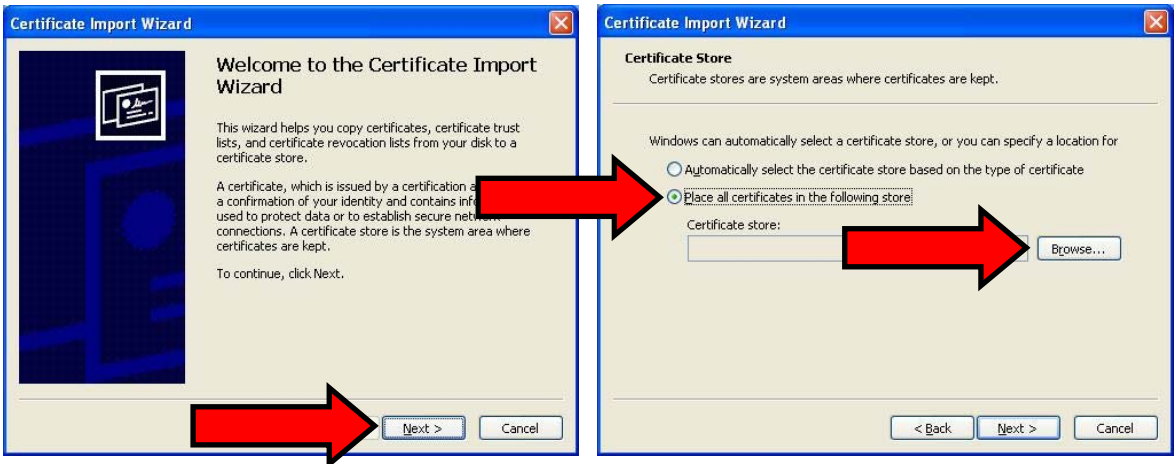 Certificate Import Wizard
Welcome to the Certificate Import
Wizard
This wizard helps you copy certificates, certificate trust
lists, and certificate revocation lists from your disk to a
certificate store.
A certificate, which is issued by a certification a
a confirmation of your identity and contains inf
used to protect data or to establish secure
connections. A certificate store is the system area where
certificates are kept.
To continue, click Next.
Next >
Cancel
Certificate Import Wizard
Certificate Store
Certificate stores are system areas where certificates are kept.
Windows can automatically select a certificate store, or you can specify a location for
Automatically select the certificate store based on the type of certificate
Place all certificates in the following store
Certificate store:
Browse...
< Back
Next >
Cancel